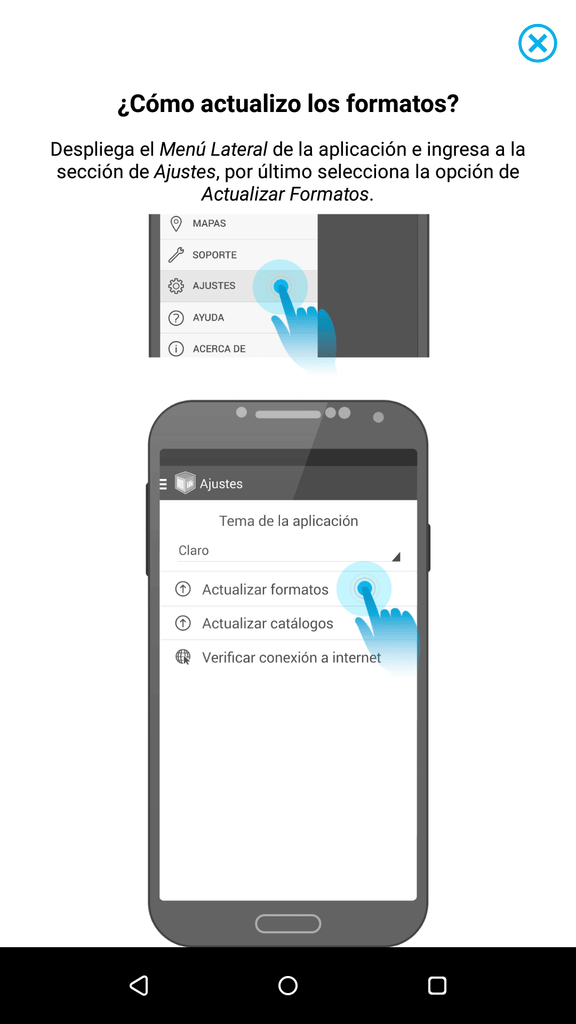 ¿Cómo actualizo los formatos?
Despliega el Menú Lateral de la aplicación e ingresa a la
sección de Ajustes, por último selecciona la opción de
Actualizar Formatos.
MAPAS
SOPORTE
AJUSTES
AYUDA
ACERCA DE
Ajustes
Tema de la aplicación
Claro
Actualizar formatos
Actualizar catálogos
Verificar conexión a internet